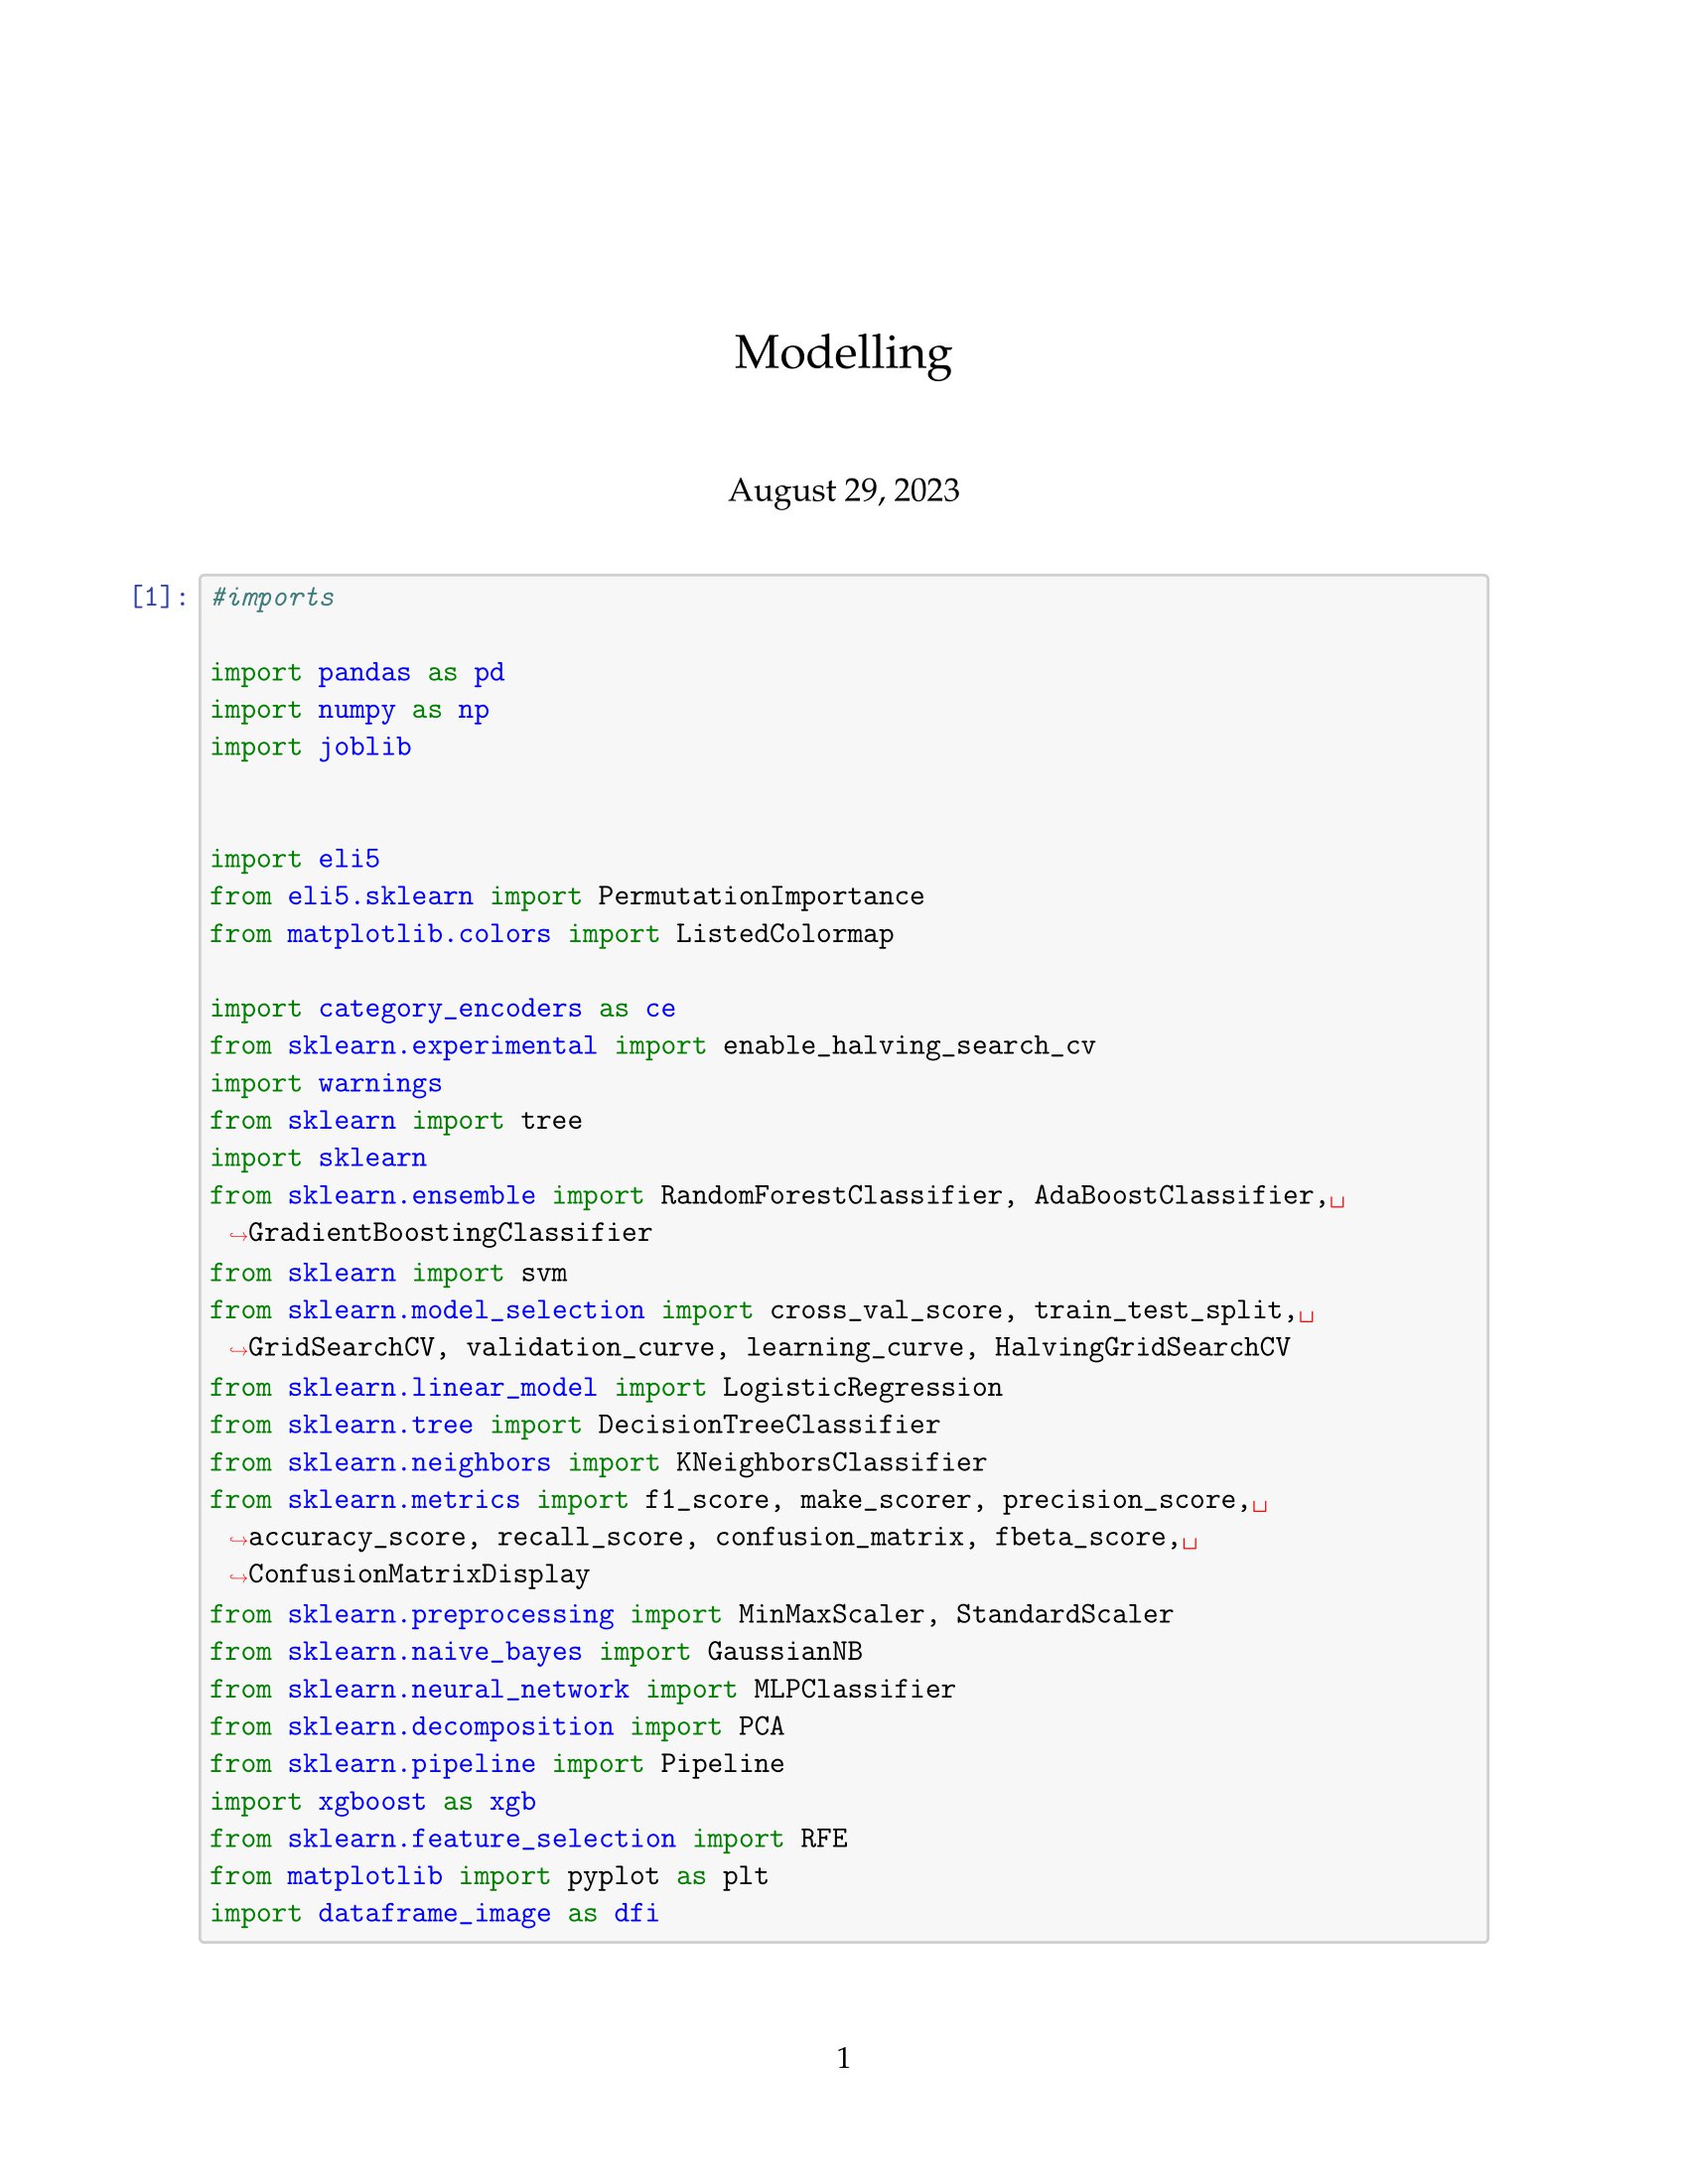 Modelling
August 29, 2023
[1]: #imports
import pandas as pd
import numpy as np
import joblib
import eli5
from eli5.sklearn import PermutationImportance
from matplotlib.colors import ListedColormap
import category_encoders as ce
from sklearn.experimental import enable_halving_search_cv
import warnings
from sklearn import tree
import sklearn
from sklearn.ensemble import RandomForestClassifier, AdaBoostClassifier,␣
↪GradientBoostingClassifier
from sklearn import svm
from sklearn.model_selection import cross_val_score, train_test_split,␣
↪GridSearchCV, validation_curve, learning_curve, HalvingGridSearchCV
from sklearn.linear_model import LogisticRegression
from sklearn.tree import DecisionTreeClassifier
from sklearn.neighbors import KNeighborsClassifier
from sklearn.metrics import f1_score, make_scorer, precision_score,␣
↪accuracy_score, recall_score, confusion_matrix, fbeta_score,␣
↪ConfusionMatrixDisplay
from sklearn.preprocessing import MinMaxScaler, StandardScaler
from sklearn.naive_bayes import GaussianNB
from sklearn.neural_network import MLPClassifier
from sklearn.decomposition import PCA
from sklearn.pipeline import Pipeline
import xgboost as xgb
from sklearn.feature_selection import RFE
from matplotlib import pyplot as plt
import dataframe_image as dfi
1